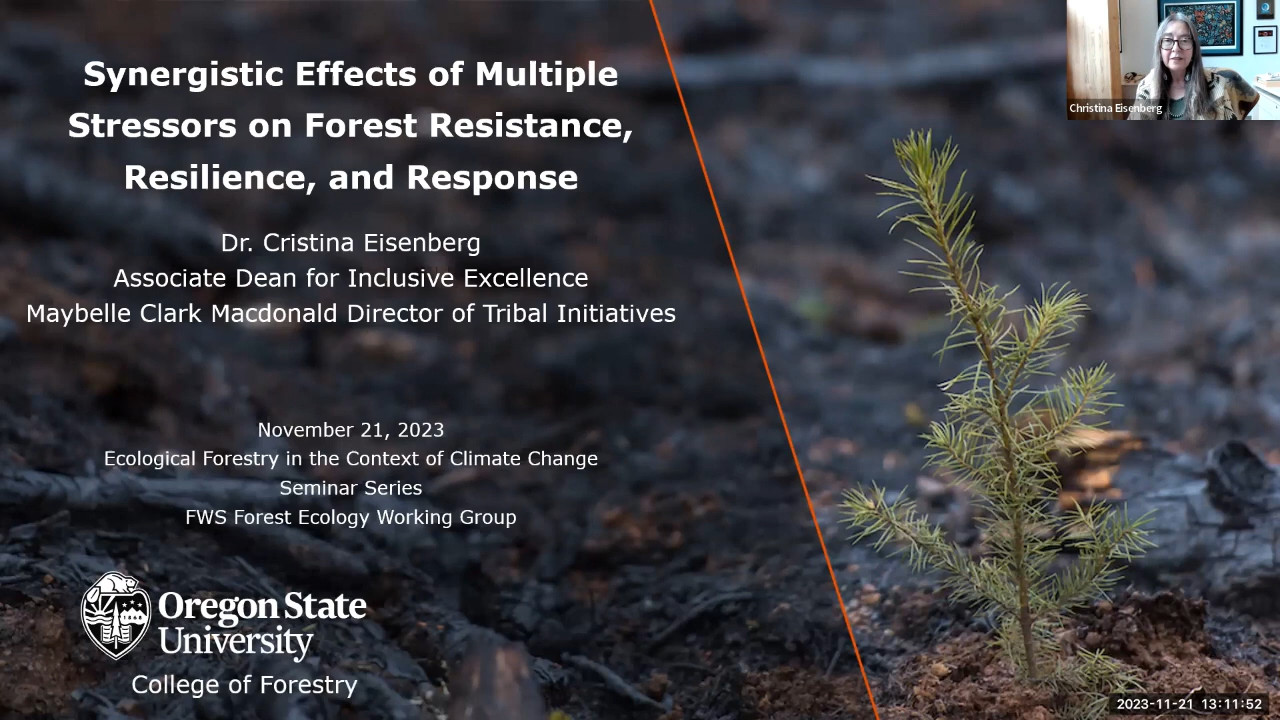 Synergistic Effects of Multiple
Stressors on Forest Resistance,
Resilience, and Response
Dr. Cristina Eisenberg
Associate Dean for Inclusive Excellence
Maybelle Clark Macdonald Director of Tribal Initiatives
November 21, 2023
Ecological Forestry in the Context of Climate Change
Seminar Series
FWS Forest Ecology Working Group
Oregon State
University
College of Forestry
Christina Eisenberg
2023-11-21 13:11:52